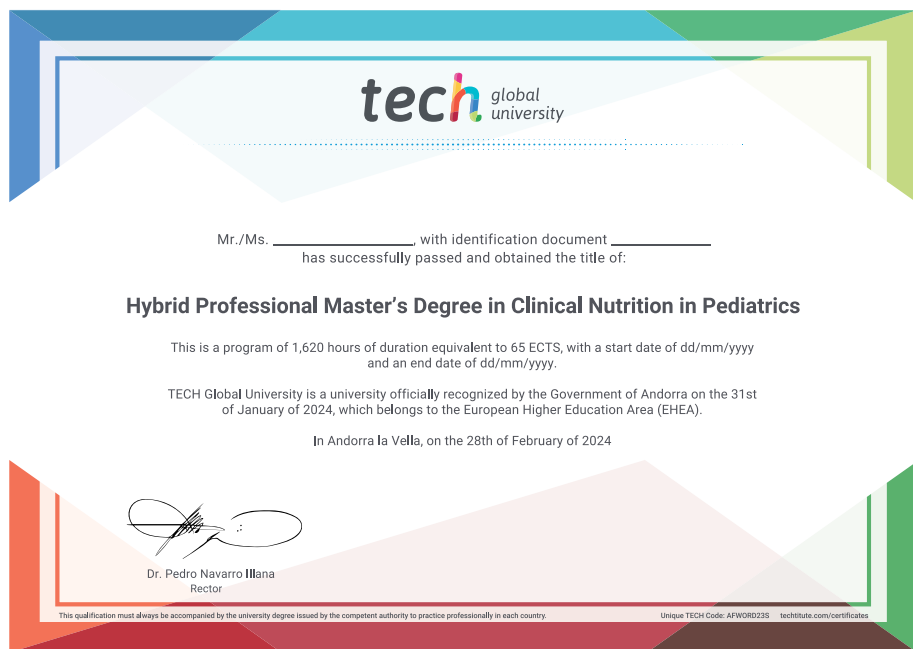 tech global
university
Mr./Ms. ____________________, with identification document ______________
has successfully passed and obtained the title of:
Hybrid Professional Master's Degree in Clinical Nutrition in Pediatrics
This is a program of 1,620 hours of duration equivalent to 65 ECTS, with a start date of dd/mm/yyyy
and an end date of dd/mm/yyyy.
TECH Global University is a university officially recognized by the Government of Andorra on the 31st
of January of 2024, which belongs to the European Higher Education Area (EHEA).
In Andorra la Vella, on the 28th of February of 2024
Dr. Pedro Navarro Illana
Rector
This qualification must always be accompanied by the university degree issued by the competent authority to practice professionally in each country.
Unique TECH Code: AFWORD23S techtitute.com/certificates